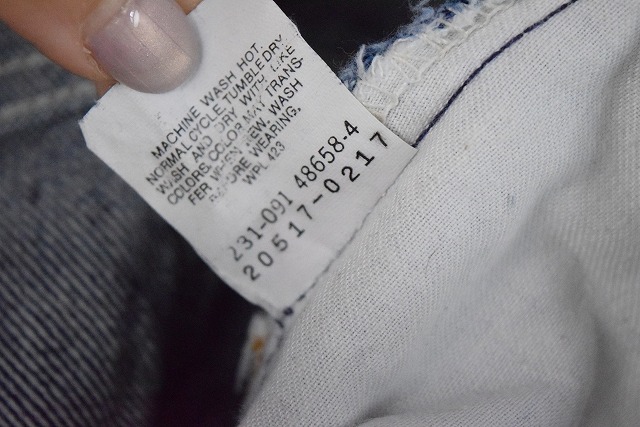 MACHINE WASH HOT.
NORMAL CYCLE TUMBLE DRY
WASH AND DRY WITH LIKE
COLORS. COLOR MAY TRANS-
FER WHEN NEW. WASH
BEFORE WEARING.
WPL 423
231-091 48658-4
20517-0217